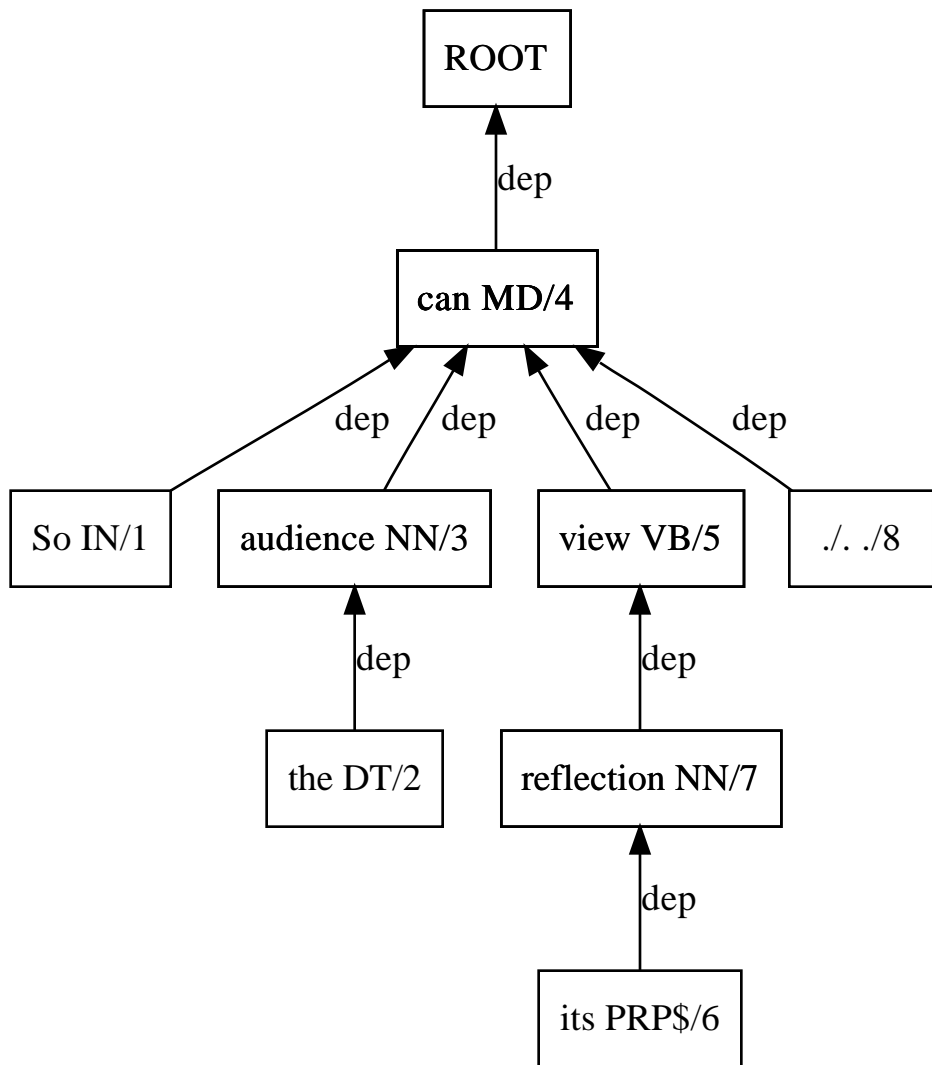 ROOT
dep
can MD/4
dep dep dep dep
So IN/1 audience NN/3 view VB/5 ./. ./8
dep dep
the DT/2 reflection NN/7
dep
its PRP$/6